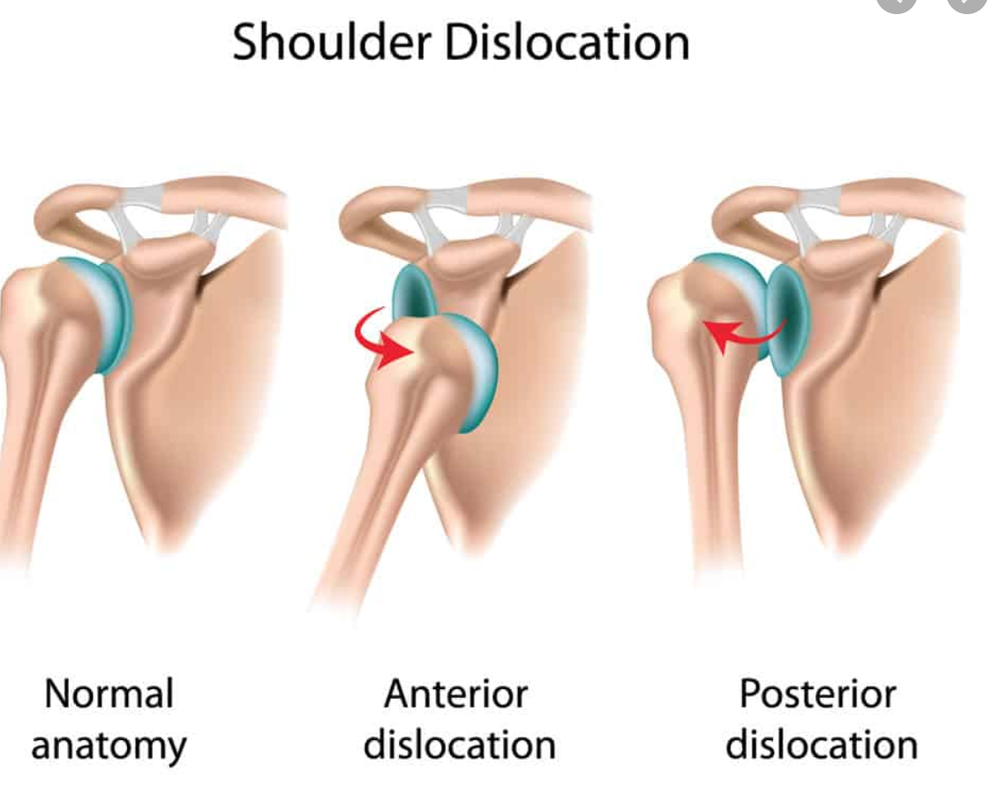 Shoulder Dislocation
Normal
anatomy
Anterior
dislocation
Posterior
dislocation